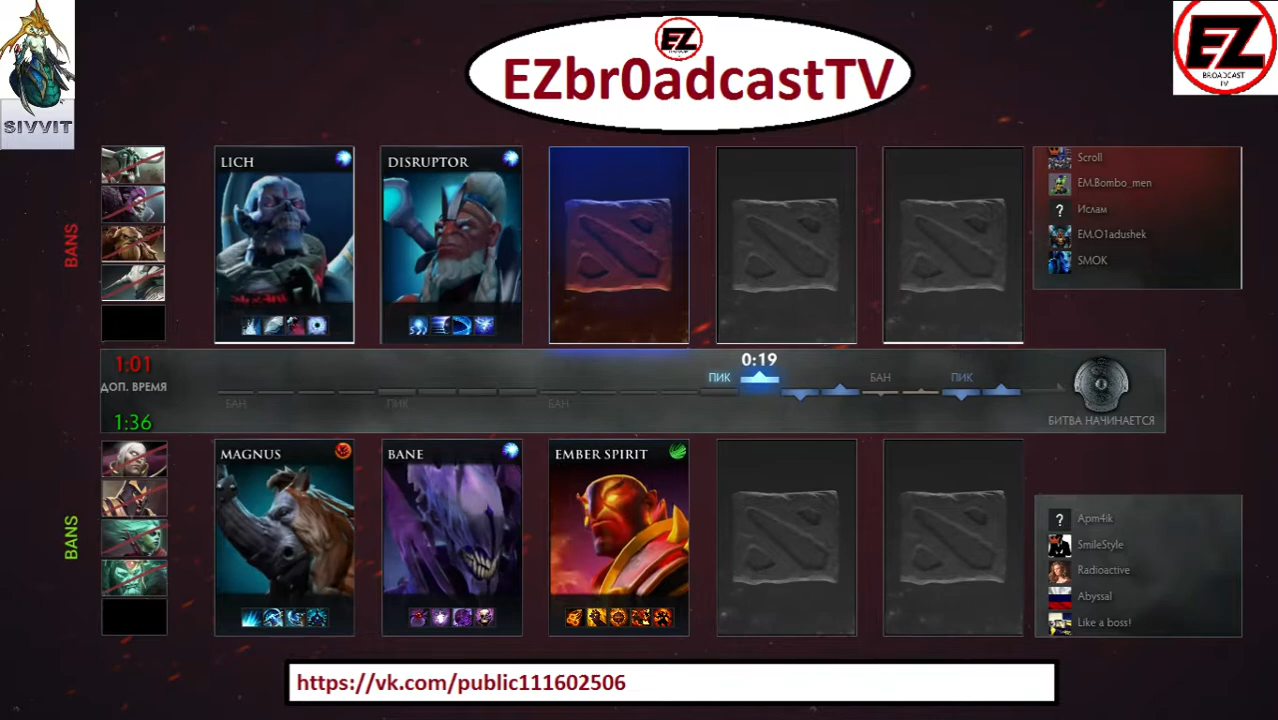 SIVVIT
EZ
EZbr0adcastTV
EZ
BROADCAST
TV
BANS
LICH
DISRUPTOR
Scroll
EM.Bombo_men
?
Ислам
EM.O1adushek
SMOK
1:01
ДОП. ВРЕМЯ
1:36
БАН
ПИК
БАН
ПИК
0:19
БАН
ПИК
БИТВА НАЧИНАЕТСЯ
BANS
MAGNUS
BANE
EMBER SPIRIT
?
Apm4ik
SmileStyle
Radioactive
Abyssal
Like a boss!
https://vk.com/public111602506